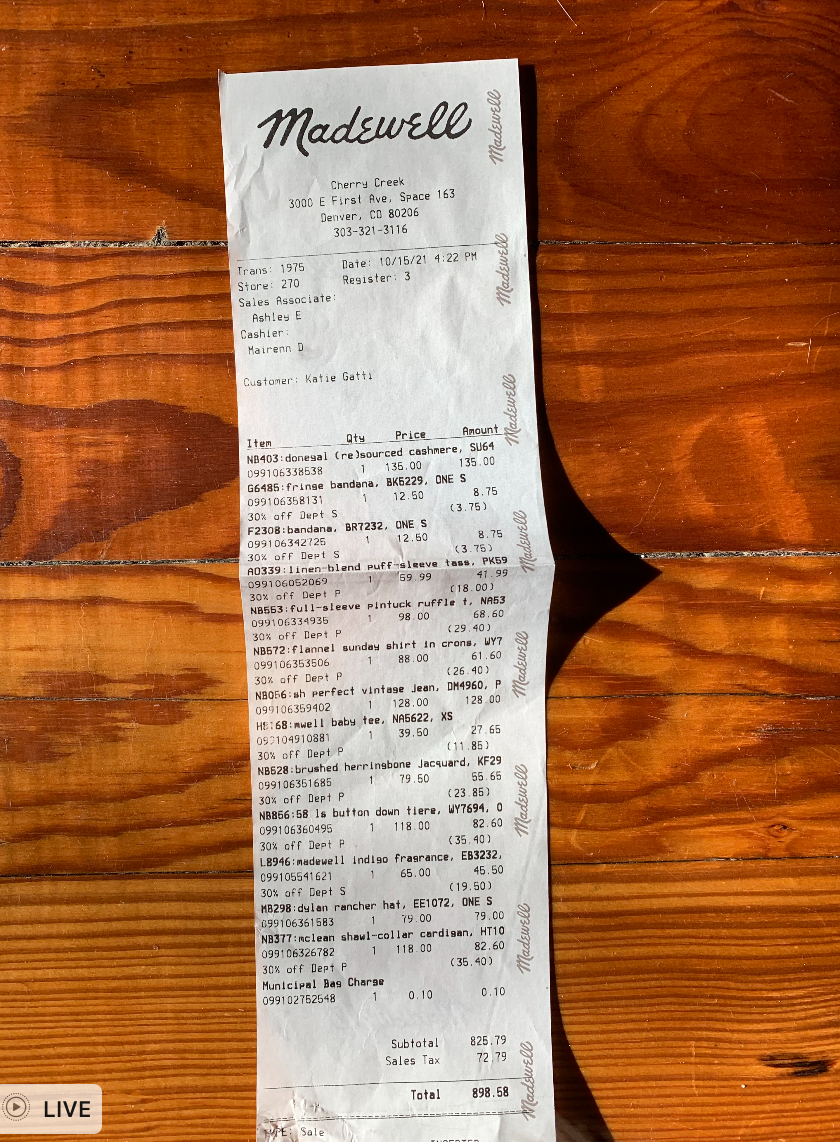 Madewell
Cherry Creek
3000 E First Ave, Space 163
Denver, CO 80206
303-321-3116
Trans: 1975 Date: 10/15/21 4:22 PM
Store: 270 Register: 3
Sales Associate:
Ashley E
Cashier:
Mairenn D
Customer: Katie Gatti
Item Qty Price Amount
NB403:donegal (re)sourced cashmere, SU64
099106338538 1 135.00 135.00
G6485:fringe bandana, BK5229, ONE S
099106358131 1 12.50 8.75
30% off Dept S (3.75)
F2308:bandana, BR7232, ONE S
099106342725 1 12.50 8.75
30% off Dept S (3.75)
AD339:linen-blend puff-sleeve tass, PK59
099106052069 1 59.99 41.99
30% off Dept P (18.00)
NB553:full-sleeve pintuck ruffle t, NA53
099106334935 1 98.00 68.60
30% off Dept P (29.40)
NB572:flannel sunday shirt in crons, WY7
099106353506 1 88.00 61.60
30% off Dept P (26.40)
NB056:sh perfect vintage Jean, DM4960, P
099106359402 1 128.00 128.00
68:mwell baby tee, NA5622, XS
104910881 1 39.50 27.65
30% off Dept P (11.85)
NB528:brushed herringbone Jacquard, KF29
099106351685 1 79.50 55.65
30% off Dept P (23.85)
NB856:58 ls button down tiere, WY7694, 0
099106360495 1 118.00 82.60
30% off Dept P (35.40)
LB946:madewell indigo fragrance, EB3232,
099105541621 1 65.00 45.50
30% off Dept S (19.50)
MB298:dylan rancher hat, EE1072, ONE S
099106361583 1 79.00 79.00
NB377:mclean shawl-collar cardigan, HT10
099106326782 1 118.00 82.60
30% off Dept P (35.40)
Municipal Bag Charge
099102752548 1 0.10 0.10
Subtotal 825.79
Sales Tax 72.79
Total 898.58
Sale
Madewell
Madewell
Madewell
Madewell
Madewell
Madewell
Madewell
Madewell
LIVE